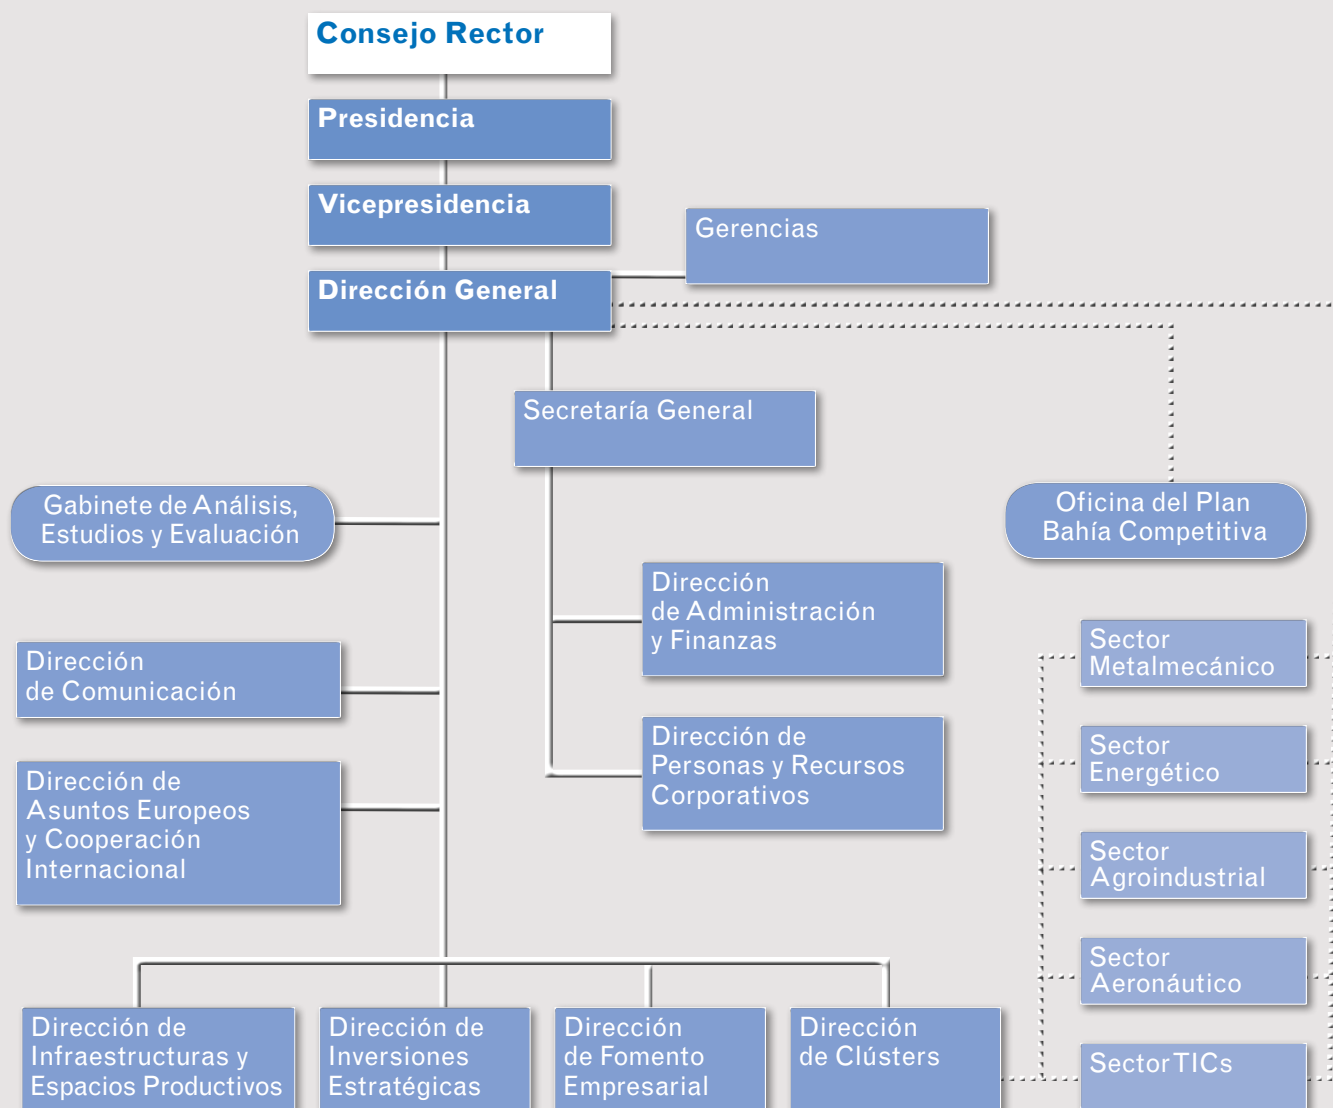 Consejo Rector
Presidencia
Vicepresidencia
Gerencias
Dirección General
Secretaría General
Gabinete de Análisis,
Estudios y Evaluación
Oficina del Plan
Bahía Competitiva
Dirección
de Administración
y Finanzas
Dirección
de Comunicación
Dirección de
Personas y Recursos
Corporativos
Dirección de
Asuntos Europeos
y Cooperación
Internacional
Sector
Metalmecánico
Sector
Energético
Sector
Agroindustrial
Sector
Aeronáutico
Sector TICs
Dirección de
Infraestructuras y
Espacios Productivos
Dirección de
Inversiones
Estratégicas
Dirección
de Fomento
Empresarial
Dirección
de Clústers